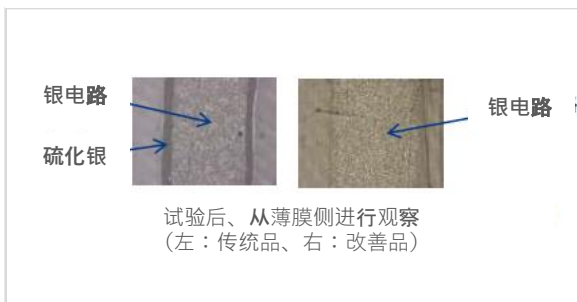 银电路
硫化银
银电路
试验后、从薄膜侧进行观察
（左：传统品、右：改善品）